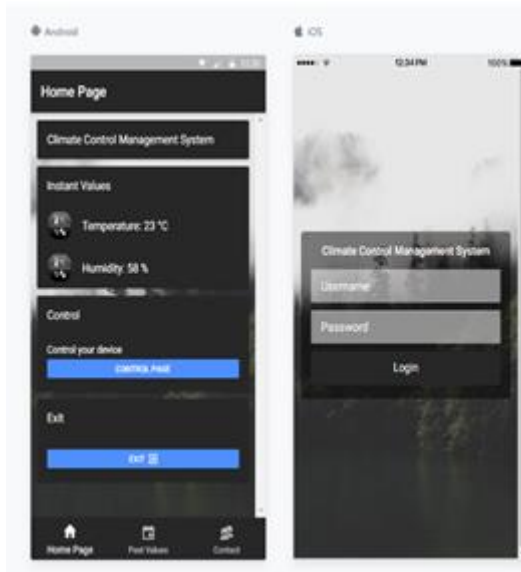 Android
Home Page
Climate Control Management System
Instant Values
Temperature: 23 °C
Humidity: 58 %
Control
Control your device
CONTROL PAGE
Exit
EXIT
Home Page
Past Values
Contact
iOS
12:34 PM
100%
Climate Control Management System
Username
Password
Login